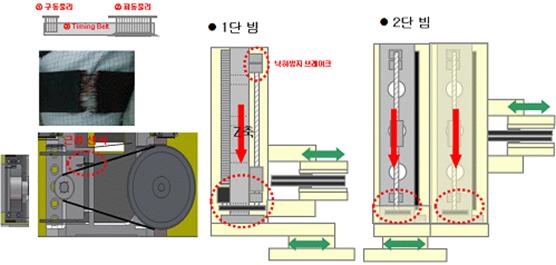 ① 구동풀리
② 피동풀리
③ Timing Belt
● 1단 빔
● 2단 빔
낙하방지 브레이크
Z축
근접 센서